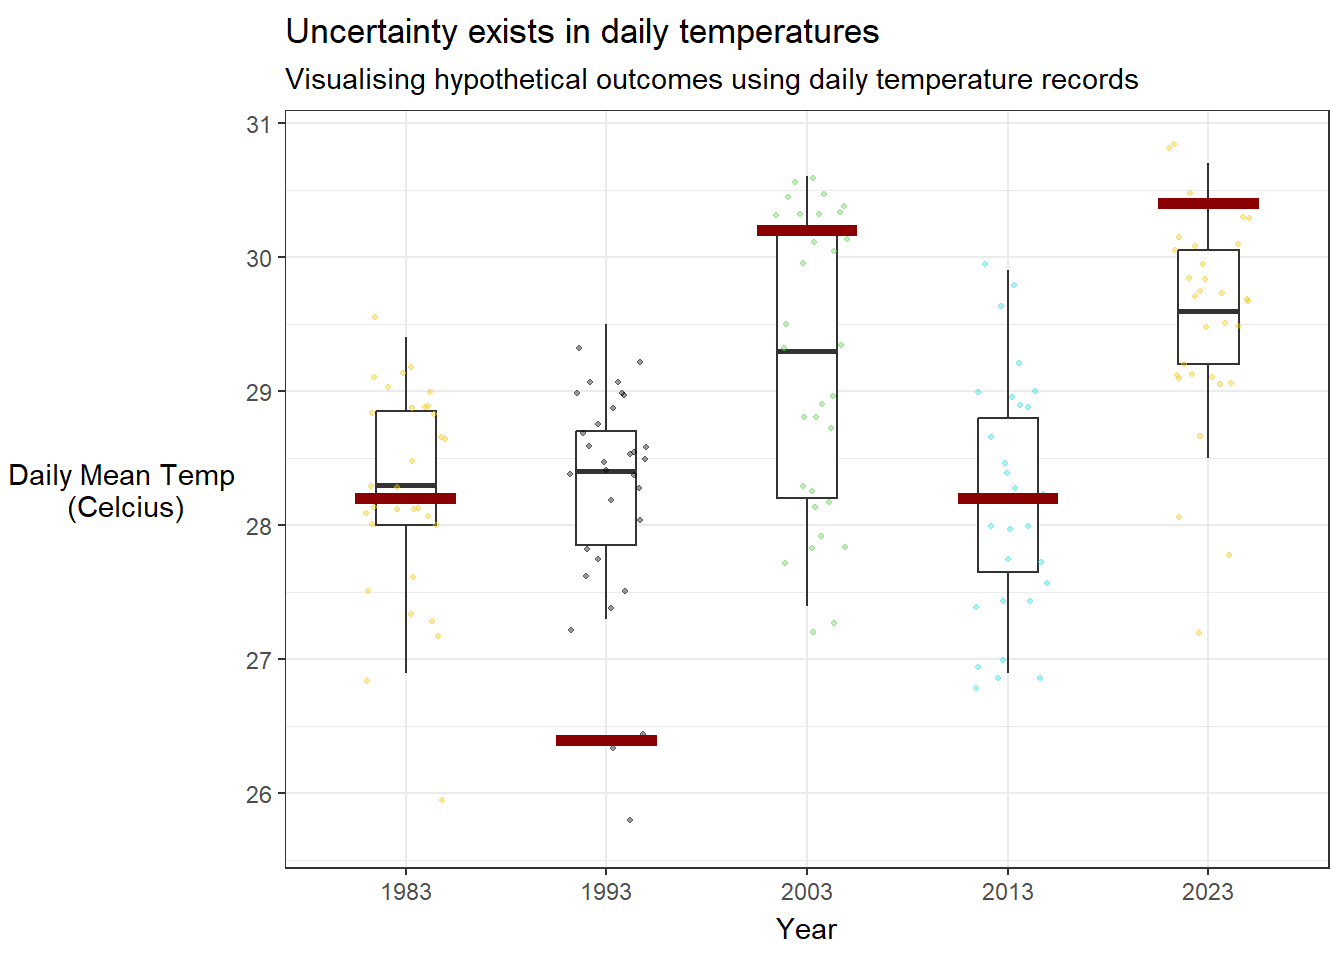 Uncertainty exists in daily temperatures
Visualising hypothetical outcomes using daily temperature records
31
30
29
28
27
26
Daily Mean Temp
(Celcius)
1983 1993 2003 2013 2023
Year